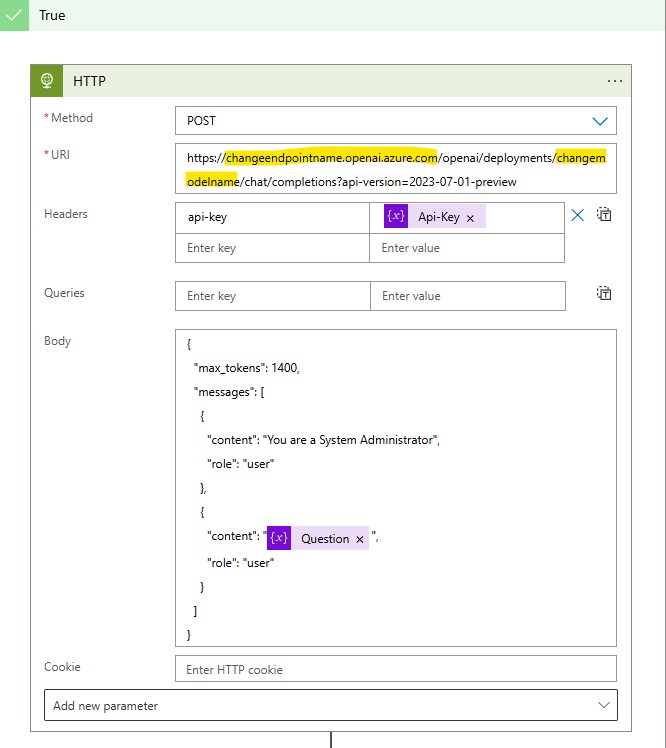 True
HTTP
...
* Method
POST
* URI
https://changeendpointname.openai.azure.com/openai/deployments/changem
odelname/chat/completions?api-version=2023-07-01-preview
Headers
api-key
{x} Api-Key ×
Enter key
Enter value
Queries
Enter key
Enter value
Body
{
"max_tokens": 1400,
"messages": [
{
"content": "You are a System Administrator",
"role": "user"
},
{
"content": "{x} Question × ",
"role": "user"
}
]
}
Cookie
Enter HTTP cookie
Add new parameter